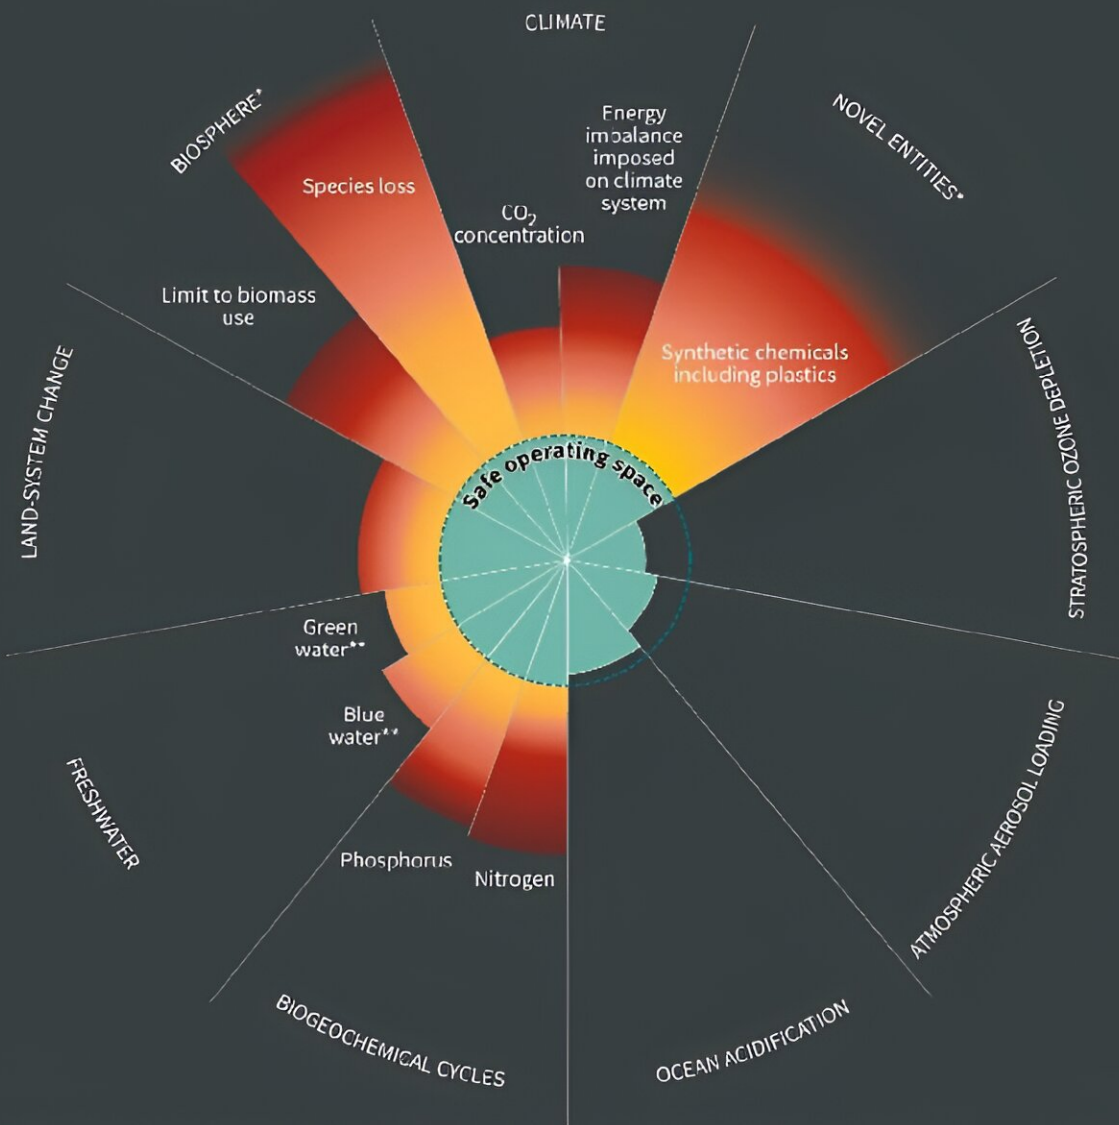 CLIMATE
BIOSPHERE*
NOVEL ENTITIES*
Energy
imbalance
imposed
on climate
system
Species loss
CO₂
concentration
Limit to biomass
use
Synthetic chemicals
including plastics
STRATOSPHERIC OZONE DEPLETION
LAND-SYSTEM CHANGE
Safe operating space
Green
water**
Blue
water**
FRESHWATER
ATMOSPHERIC AEROSOL LOADING
Phosphorus
Nitrogen
BIOGEOCHEMICAL CYCLES
OCEAN ACIDIFICATION